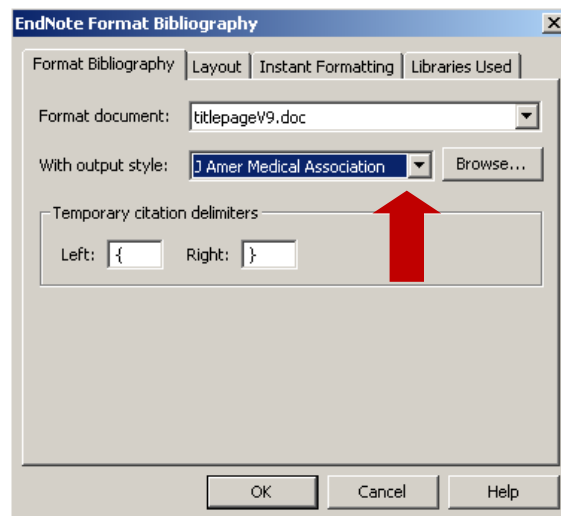 EndNote Format Bibliography
Format Bibliography Layout Instant Formatting Libraries Used
Format document: titlepageV9.doc
With output style: J Amer Medical Association Browse...
Temporary citation delimiters
Left: { Right: }
OK Cancel Help